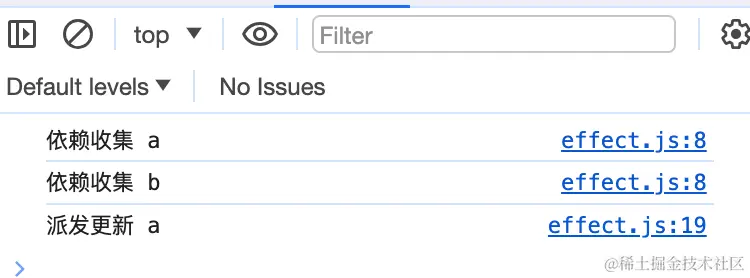 top Filter
Default levels No Issues
依赖收集 a effect.js:8
依赖收集 b effect.js:8
派发更新 a effect.js:19
@稀土掘金技术社区